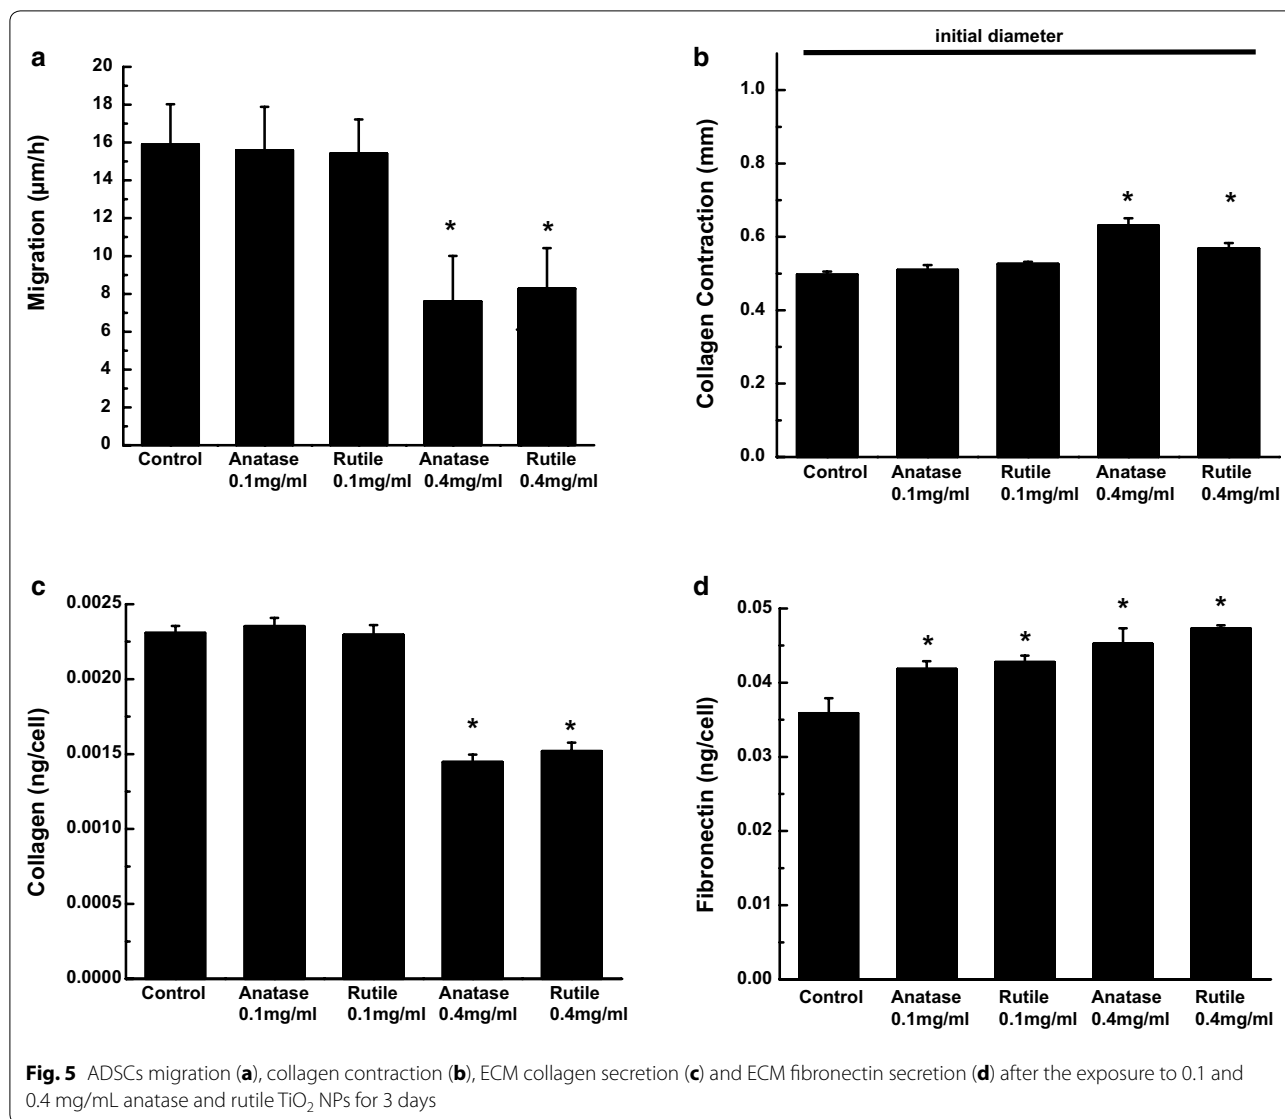 a
20
18
16
14
12
10
8
6
4
2
0
Migration (µm/h)
*
*
Control
Anatase
0.1mg/ml
Rutile
0.1mg/ml
Anatase
0.4mg/ml
Rutile
0.4mg/ml
b
initial diameter
1.0
0.8
0.6
0.4
0.2
0.0
Collagen Contraction (mm)
*
*
Control
Anatase
0.1mg/ml
Rutile
0.1mg/ml
Anatase
0.4mg/ml
Rutile
0.4mg/ml
c
0.0025
0.0020
0.0015
0.0010
0.0005
0.0000
Collagen (ng/cell)
*
*
Control
Anatase
0.1mg/ml
Rutile
0.1mg/ml
Anatase
0.4mg/ml
Rutile
0.4mg/ml
d
0.05
0.04
0.03
0.02
0.01
0.00
Fibronectin (ng/cell)
*
*
*
*
Control
Anatase
0.1mg/ml
Rutile
0.1mg/ml
Anatase
0.4mg/ml
Rutile
0.4mg/ml
Fig. 5 ADSCs migration (a), collagen contraction (b), ECM collagen secretion (c) and ECM fibronectin secretion (d) after the exposure to 0.1 and
0.4 mg/mL anatase and rutile TiO₂ NPs for 3 days